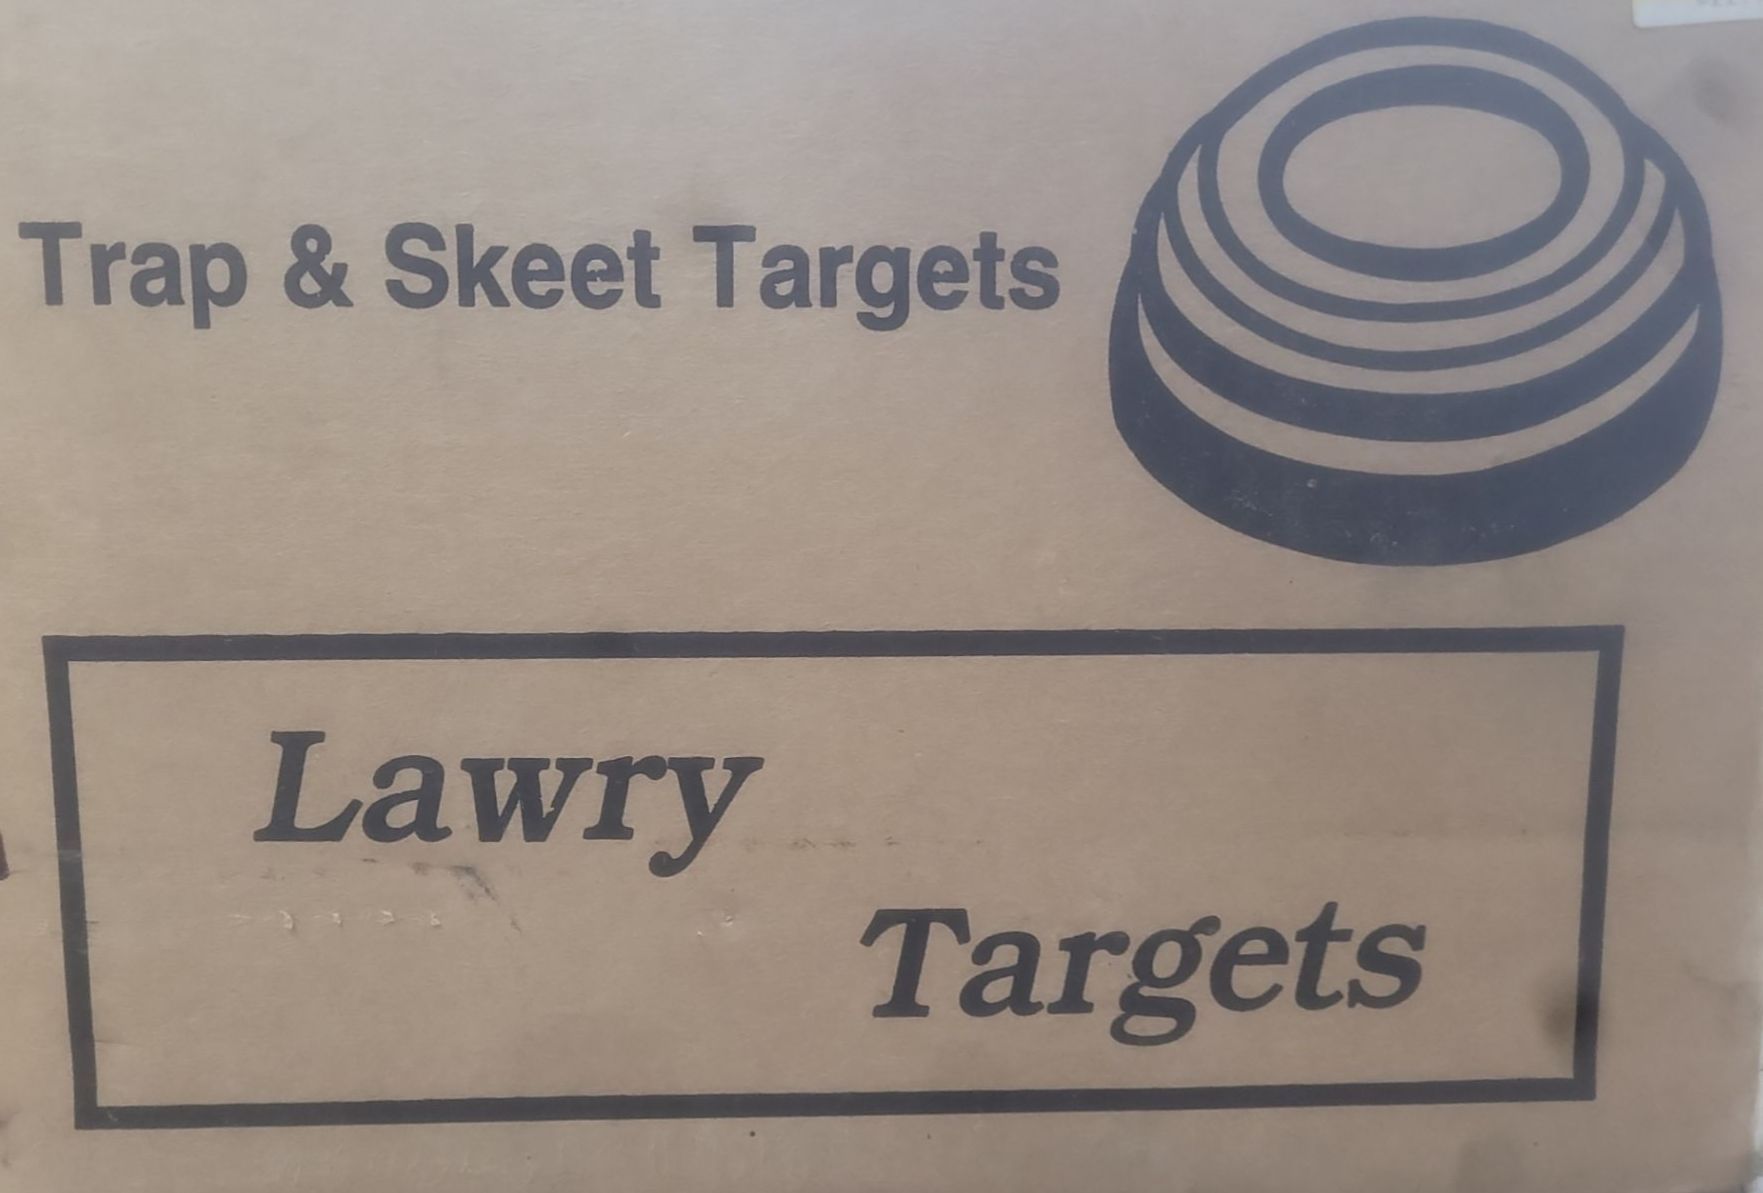 Trap & Skeet Targets
Lawry
Targets